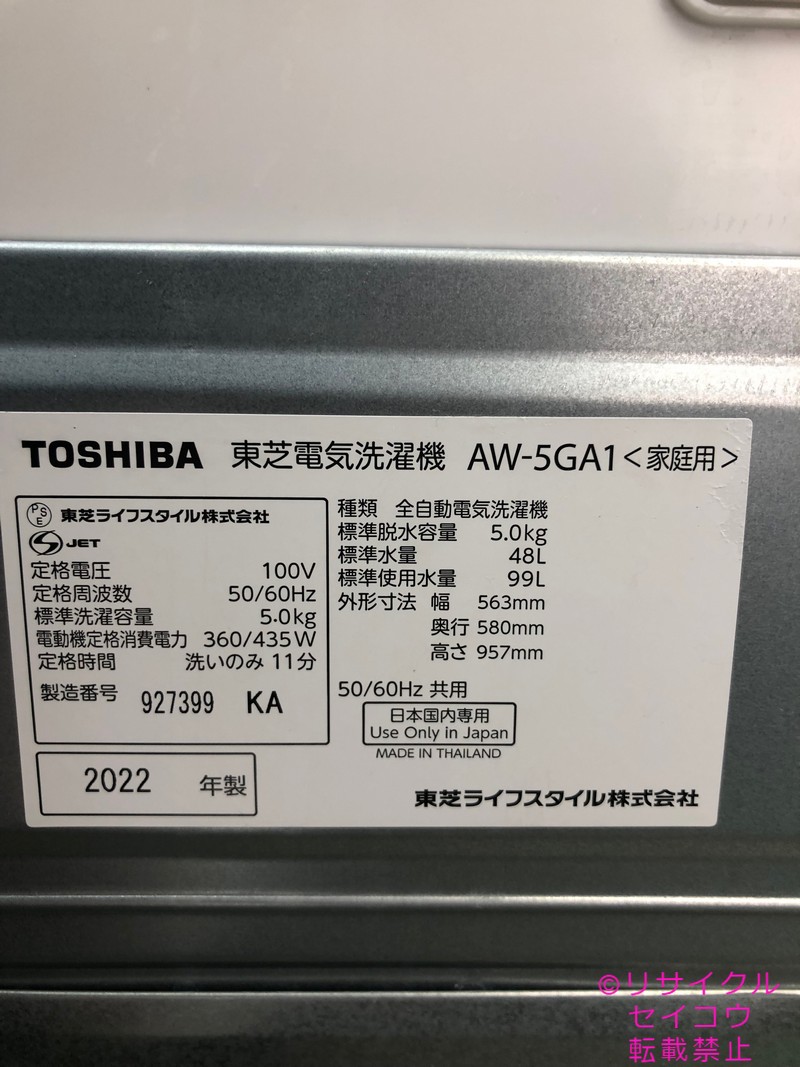 TOSHIBA 東芝電気洗濯機 AW-5GA1<家庭用>
PSE 東芝ライフスタイル株式会社
S JET
定格電圧 100V
定格周波数 50/60Hz
標準洗濯容量 5.0kg
電動機定格消費電力 360/435W
定格時間 洗いのみ 11分
製造番号 927399 KA
2022 年製
種類 全自動電気洗濯機
標準脱水容量 5.0kg
標準水量 48L
標準使用水量 99L
外形寸法 幅 563mm
奥行 580mm
高さ 957mm
50/60Hz 共用
日本国内専用
Use Only in Japan
MADE IN THAILAND
東芝ライフスタイル株式会社
©リサイクル
セイコウ
転載禁止